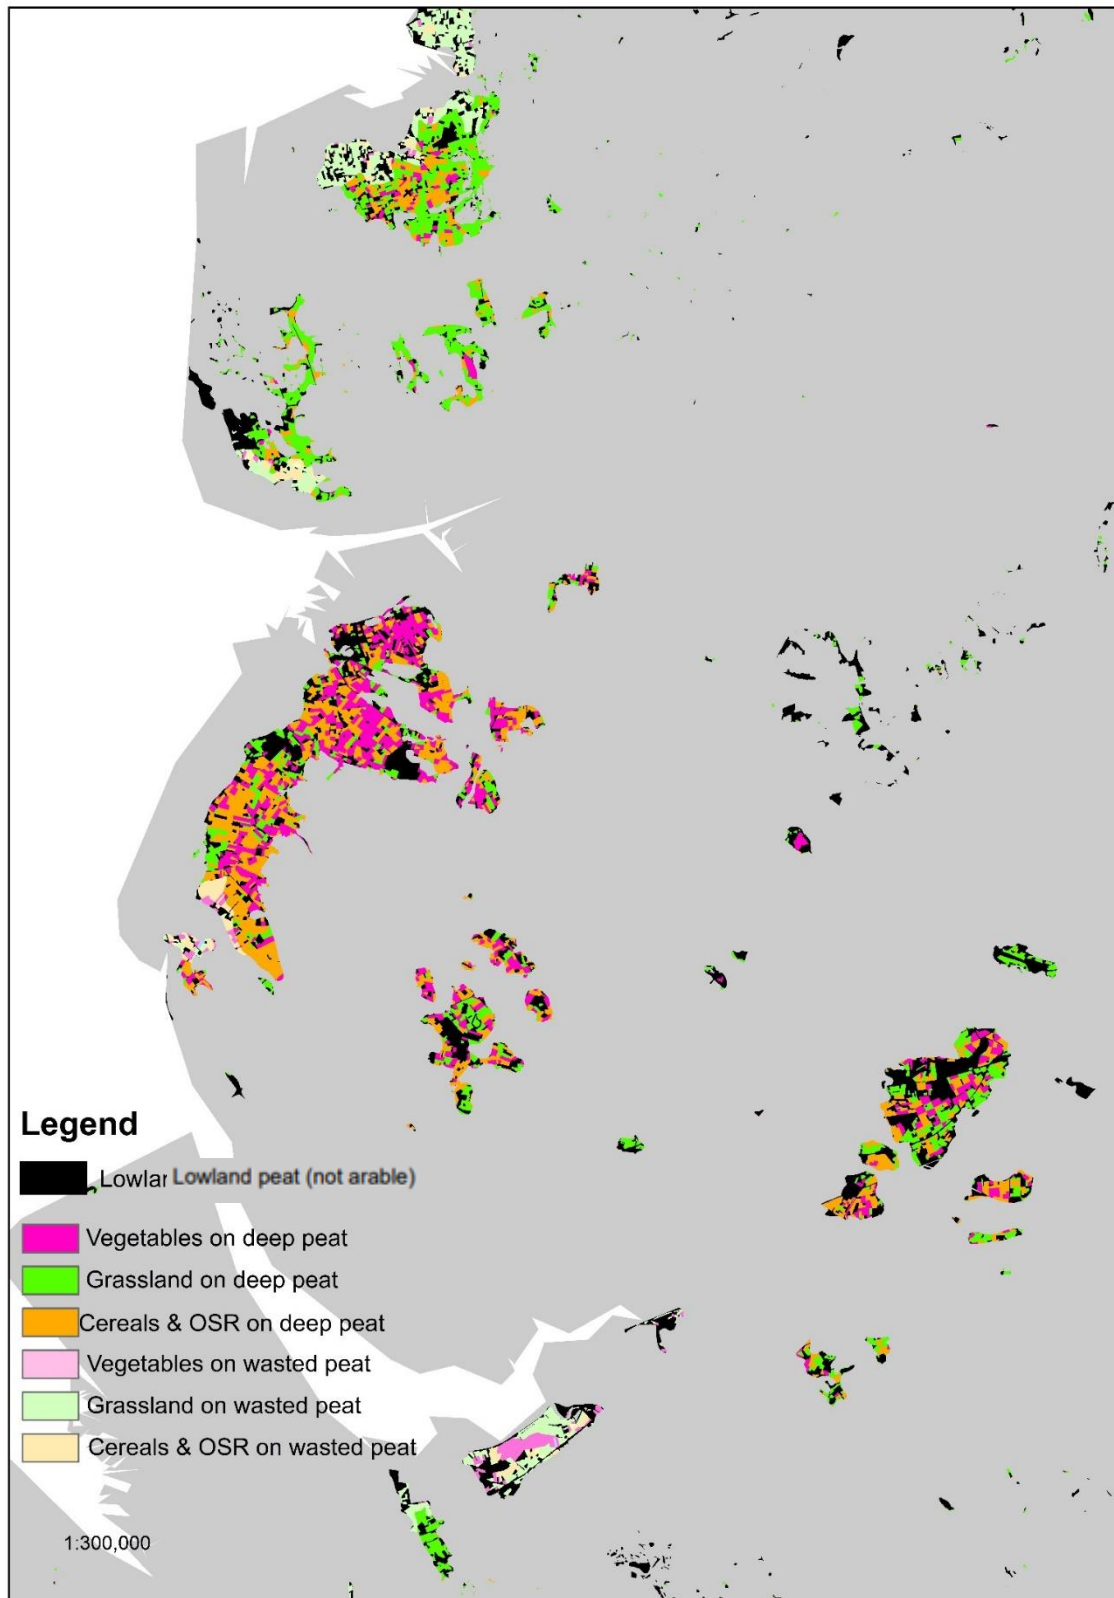 Legend
Lowlar Lowland peat (not arable)
Vegetables on deep peat
Grassland on deep peat
Cereals & OSR on deep peat
Vegetables on wasted peat
Grassland on wasted peat
Cereals & OSR on wasted peat
1:300,000